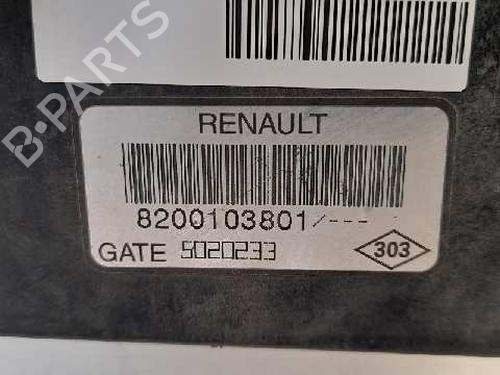 B-PARTS
RENAULT
8200103801/---
GATE 5020233 303